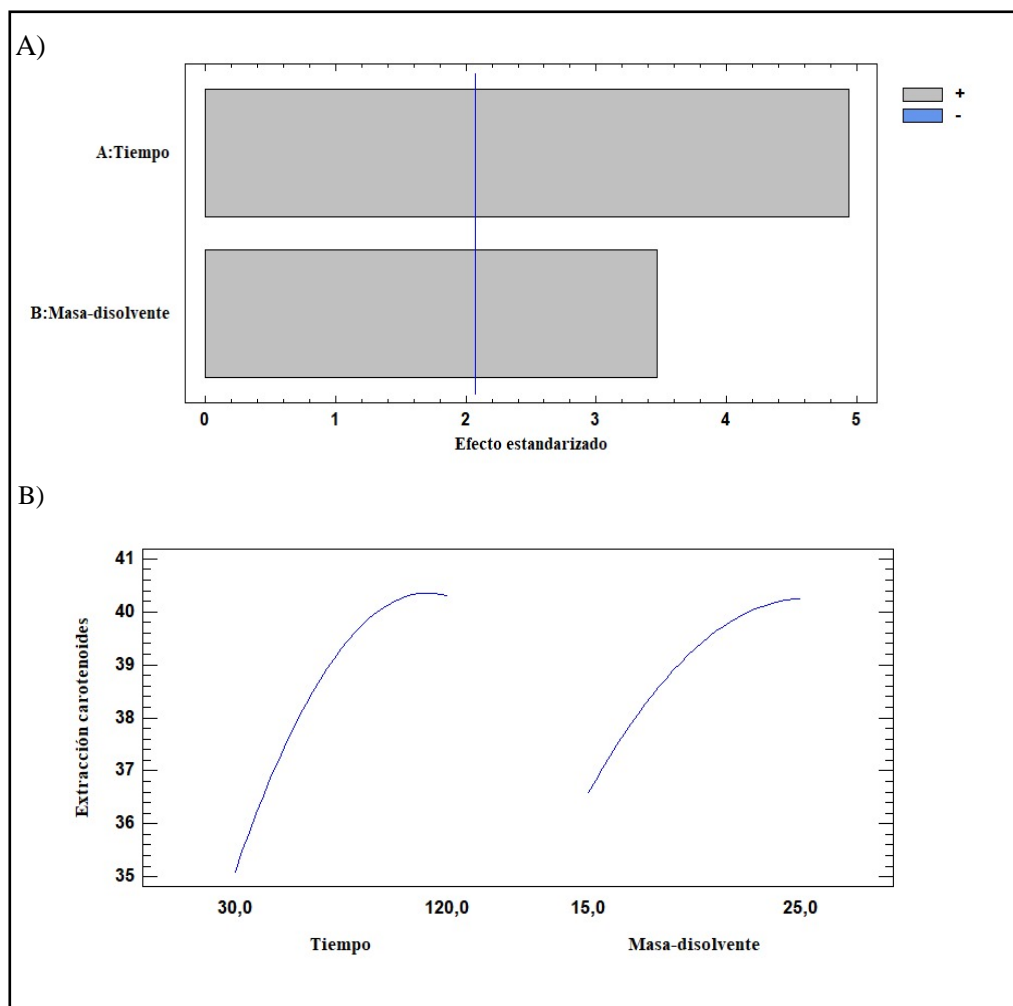 A)
+
-
A:Tiempo
B:Masa-disolvente
0 1 2 3 4 5
Efecto estandarizado
B)
41
40
39
38
37
36
35
Extracción carotenoides
30,0 120,0 15,0 25,0
Tiempo Masa-disolvente